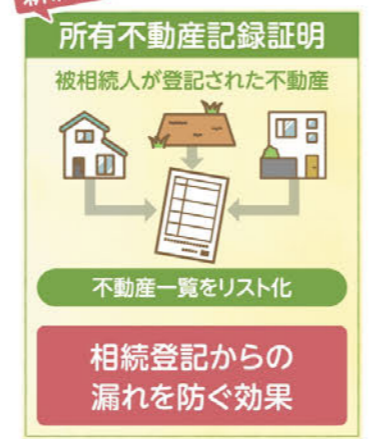 所有不動産記録証明
被相続人が登記された不動産
不動産一覧をリスト化
相続登記からの
漏れを防ぐ効果